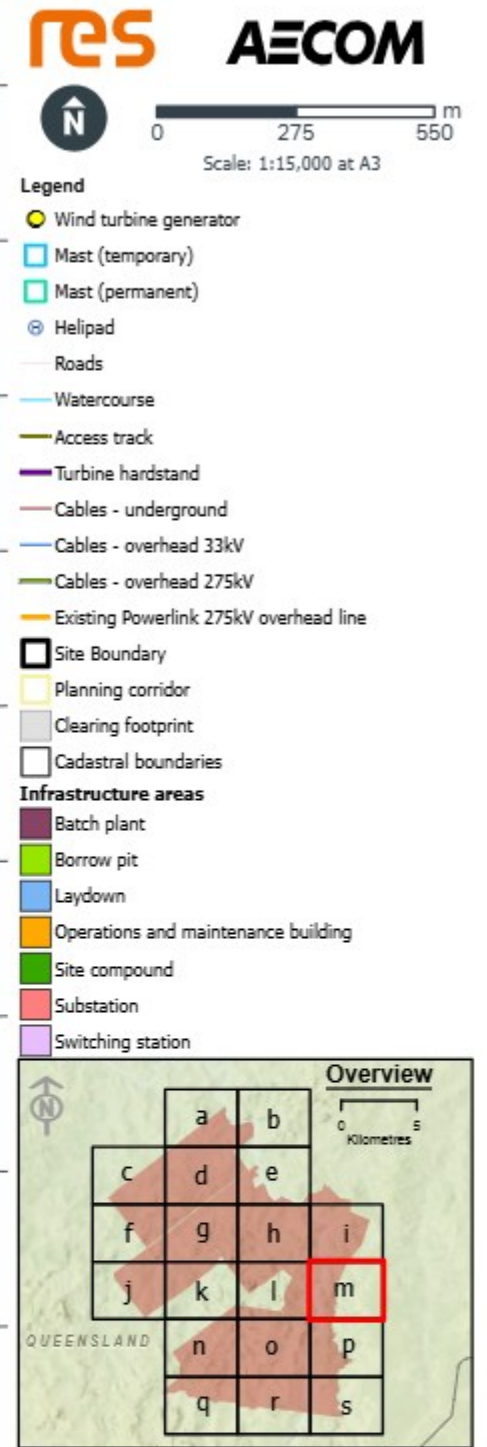 res AECOM
N
0 275 550 m
Scale: 1:15,000 at A3
Legend
Wind turbine generator
Mast (temporary)
Mast (permanent)
H Helipad
Roads
Watercourse
Access track
Turbine hardstand
Cables - underground
Cables - overhead 33kV
Cables - overhead 275kV
Existing Powerlink 275kV overhead line
Site Boundary
Planning corridor
Clearing footprint
Cadastral boundaries
Infrastructure areas
Batch plant
Borrow pit
Laydown
Operations and maintenance building
Site compound
Substation
Switching station
Overview
N
0 5
Kilometres
a b
c d e
f g h i
j k l m
QUEENSLAND
n o p
q r s